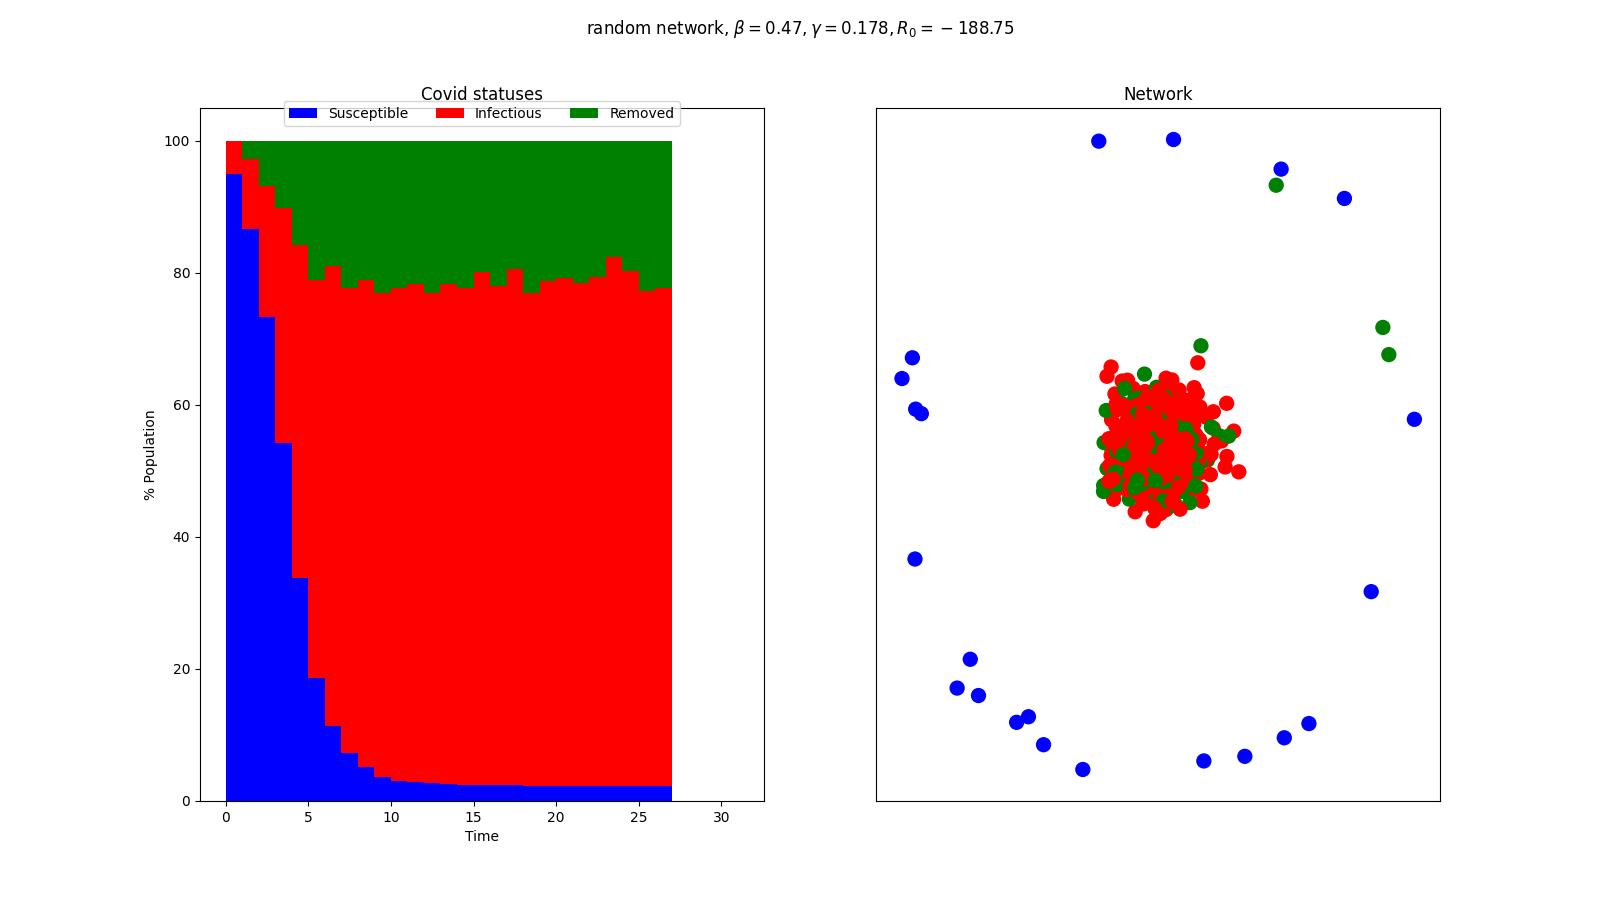 random network, β = 0.47, γ = 0.178, R₀ = − 188.75
Covid statuses
Susceptible Infectious Removed
100
80
60
40
20
0
% Population
0 5 10 15 20 25 30
Time
Network